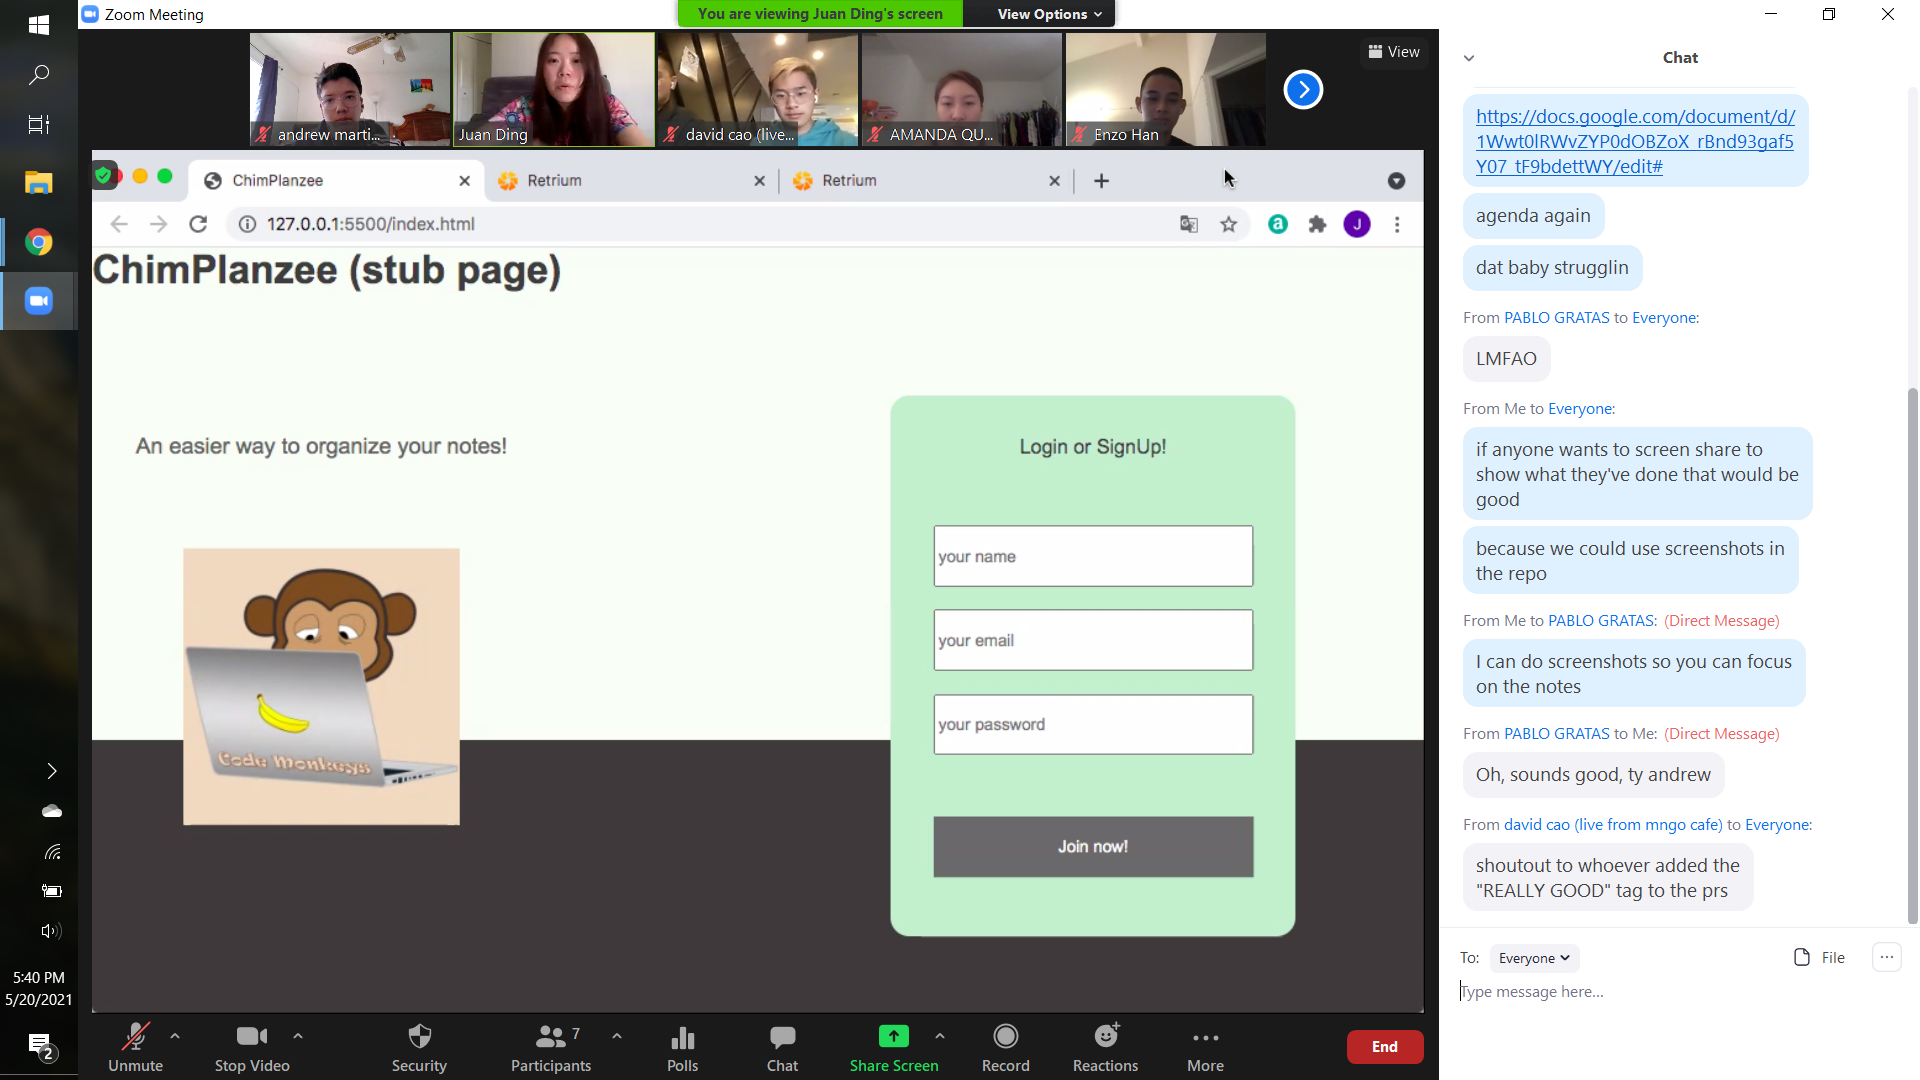 Zoom Meeting
You are viewing Juan Ding's screen
View Options
andrew marti...
Juan Ding
david cao (live...
AMANDA QU...
Enzo Han
View
ChimPlanzee
Retrium
Retrium
127.0.0.1:5500/index.html
a
J
ChimPlanzee (stub page)
An easier way to organize your notes!
Code Monkeys
Login or SignUp!
your name
your email
your password
Join now!
Chat
https://docs.google.com/document/d/
1Wwt0lRWvZYP0dOBZoX_rBnd93gaf5
Y07_tF9bdettWY/edit#
agenda again
dat baby strugglin
From PABLO GRATAS to Everyone:
LMFAO
From Me to Everyone:
if anyone wants to screen share to
show what they've done that would be
good
because we could use screenshots in
the repo
From Me to PABLO GRATAS: (Direct Message)
I can do screenshots so you can focus
on the notes
From PABLO GRATAS to Me: (Direct Message)
Oh, sounds good, ty andrew
From david cao (live from mngo cafe) to Everyone:
shoutout to whoever added the
"REALLY GOOD" tag to the prs
To: Everyone
File
Type message here...
5:40 PM
5/20/2021
2
Unmute
Stop Video
Security
Participants
7
Polls
Chat
Share Screen
Record
Reactions
More
End